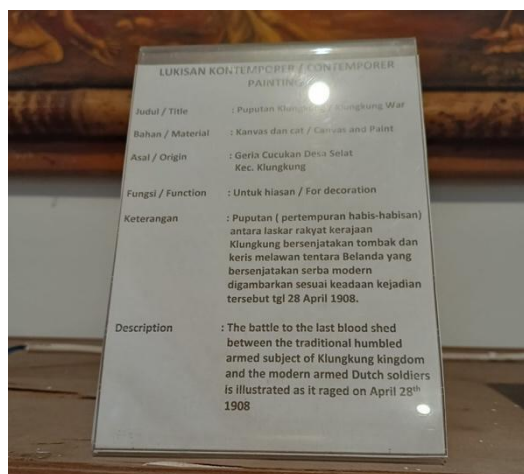 LUKISAN KONTEMPORER / CONTEMPORER
PAINTING
Judul / Title : Puputan Klungkung / Klungkung War
Bahan / Material : Kanvas dan cat / Canvas and Paint
Asal / Origin : Geria Cucukan Desa Selat
Kec. Klungkung
Fungsi / Function : Untuk hiasan / For decoration
Keterangan : Puputan ( pertempuran habis-habisan)
antara laskar rakyat kerajaan
Klungkung bersenjatakan tombak dan
keris melawan tentara Belanda yang
bersenjatakan serba modern
digambarkan sesuai keadaan kejadian
tersebut tgl 28 April 1908.
Description : The battle to the last blood shed
between the traditional humbled
armed subject of Klungkung kingdom
and the modern armed Dutch soldiers
is illustrated as it raged on April 28th
1908